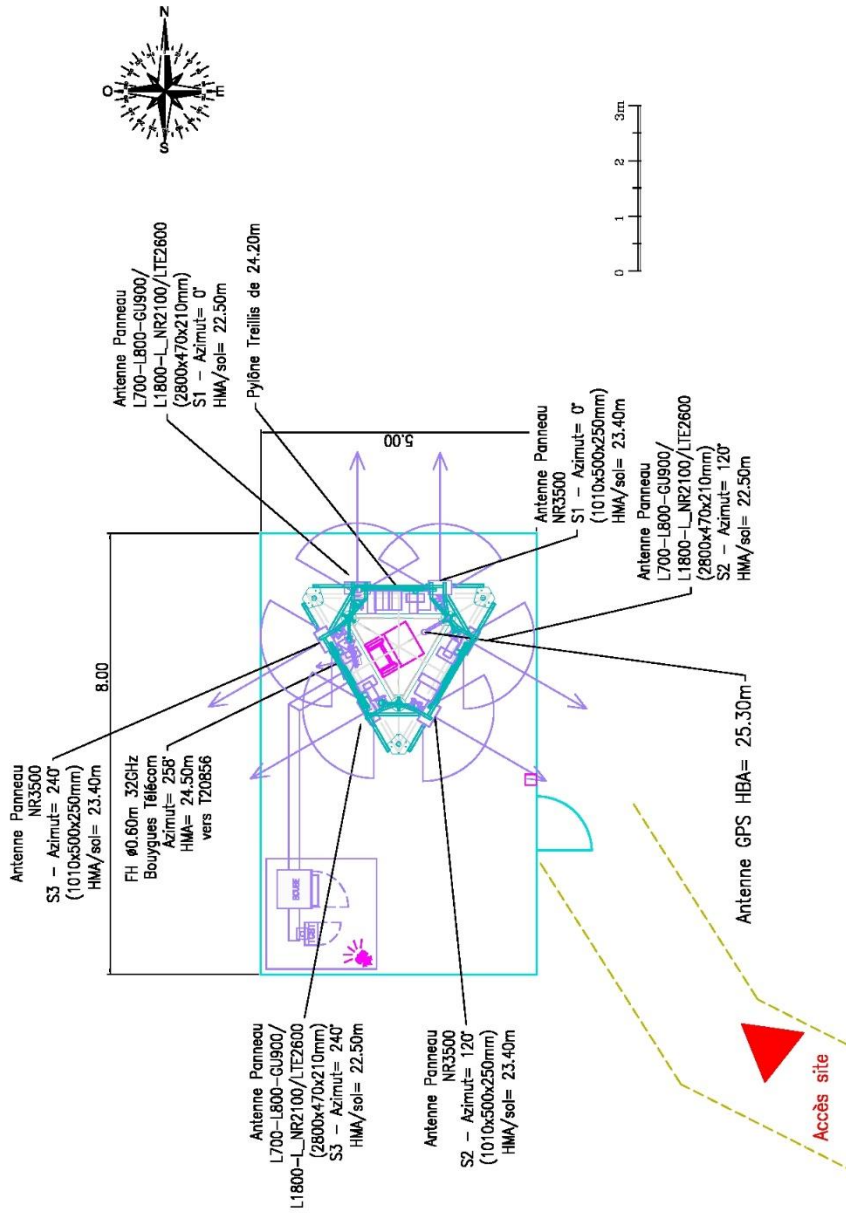 N
O
E
S
Antenne Panneau
L700-L800-GU900/
L1800-L_NR2100/LTE2600
(2800x470x210mm)
S1 - Azimut= 0°
HMA/sol= 22.50m
Pylône Treillis de 24.20m
8.00
5.00
Antenne Panneau
NR3500
S3 - Azimut= 240°
(1010x500x250mm)
HMA/sol= 23.40m
FH ø0.60m 32GHz
Bouygues Télécom
Azimut= 258°
HMA= 24.50m
vers T20856
Antenne Panneau
NR3500
S1 - Azimut= 0°
(1010x500x250mm)
HMA/sol= 23.40m
Antenne Panneau
L700-L800-GU900/
L1800-L_NR2100/LTE2600
(2800x470x210mm)
S2 - Azimut= 120°
HMA/sol= 22.50m
Antenne Panneau
L700-L800-GU900/
L1800-L_NR2100/LTE2600
(2800x470x210mm)
S3 - Azimut= 240°
HMA/sol= 22.50m
Antenne Panneau
NR3500
S2 - Azimut= 120°
(1010x500x250mm)
HMA/sol= 23.40m
Antenne GPS HBA= 25.30m
Accès site
0 1 2 3m